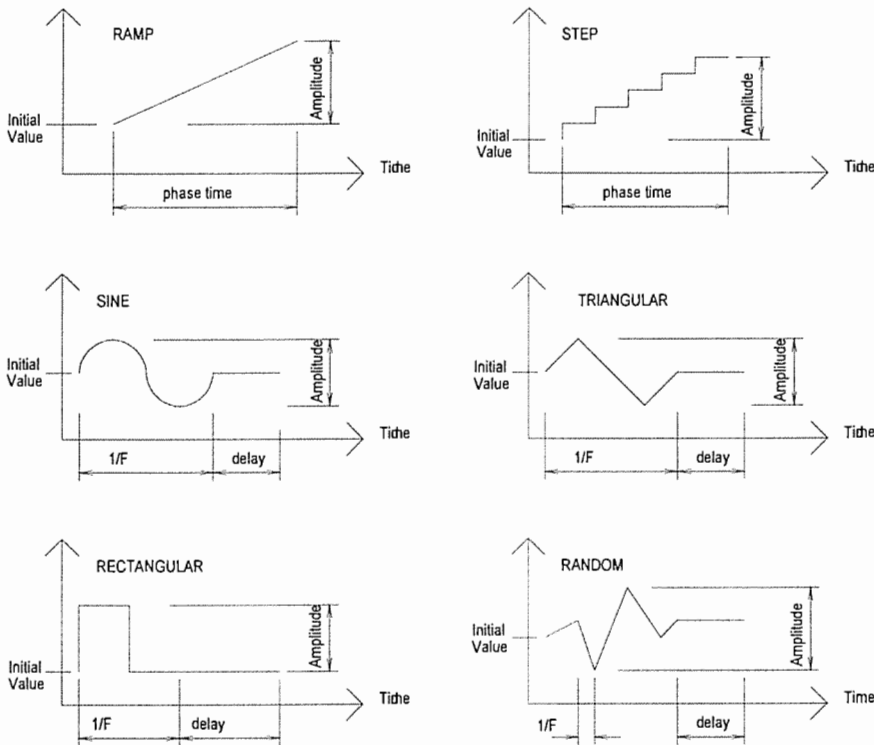 RAMP
Amplitude
Initial
Value
Tiche
phase time
STEP
Amplitude
Initial
Value
Tiche
phase time
SINE
Amplitude
Initial
Value
Tiche
1/F
delay
TRIANGULAR
Amplitude
Initial
Value
Tiche
1/F
delay
RECTANGULAR
Amplitude
Initial
Value
Tiche
1/F
delay
RANDOM
Amplitude
Initial
Value
Time
1/F
delay